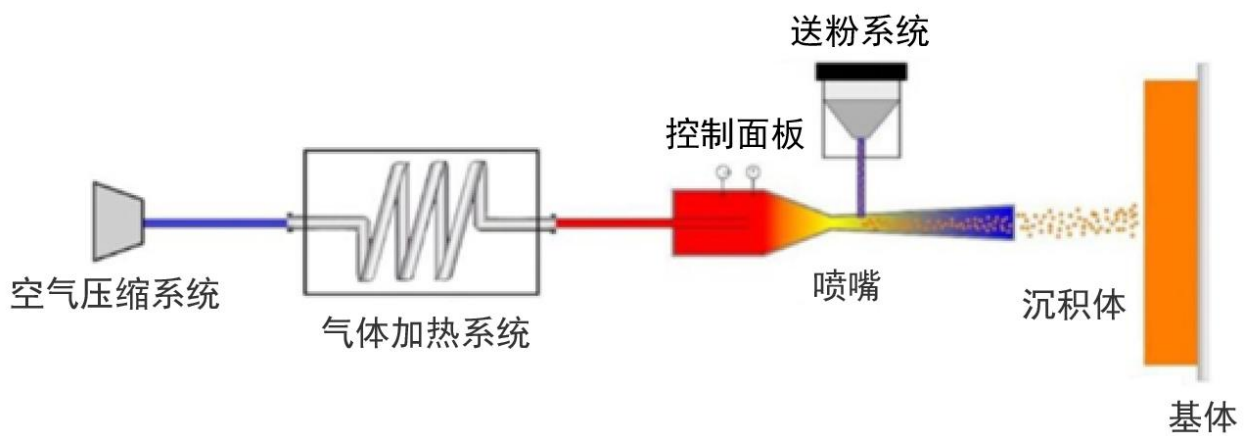 送粉系统
控制面板
空气压缩系统
气体加热系统
喷嘴
沉积体
基体